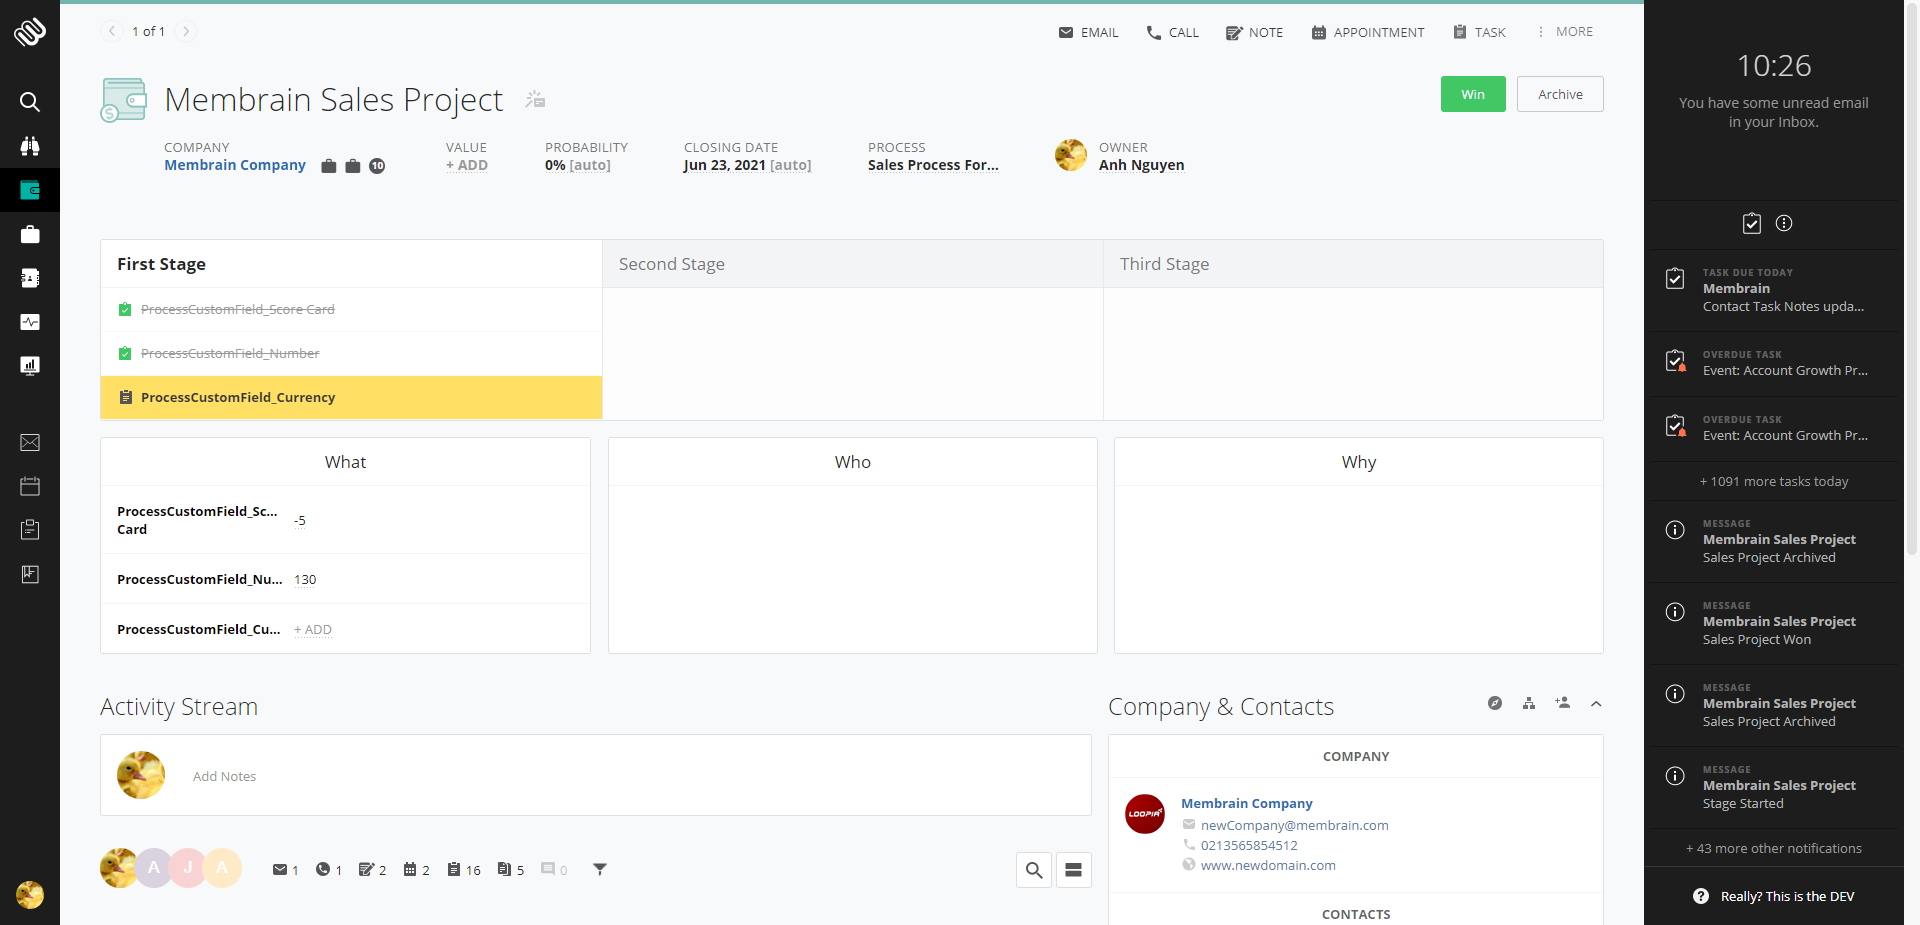 1 of 1
EMAIL
CALL
NOTE
APPOINTMENT
TASK
MORE
Membrain Sales Project
Win
Archive
COMPANY
Membrain Company
10
VALUE
+ ADD
PROBABILITY
0% [auto]
CLOSING DATE
Jun 23, 2021 [auto]
PROCESS
Sales Process For...
OWNER
Anh Nguyen
First Stage
Second Stage
Third Stage
ProcessCustomField_Score Card
ProcessCustomField_Number
ProcessCustomField_Currency
What
Who
Why
ProcessCustomField_Sc...
Card
-5
ProcessCustomField_Nu...
130
ProcessCustomField_Cu...
+ ADD
Activity Stream
Add Notes
A
J
A
1
1
2
2
16
5
0
Company & Contacts
COMPANY
LOOPIA
Membrain Company
newCompany@membrain.com
0213565854512
www.newdomain.com
CONTACTS
10:26
You have some unread email
in your Inbox.
TASK DUE TODAY
Membrain
Contact Task Notes upda...
OVERDUE TASK
Event: Account Growth Pr...
OVERDUE TASK
Event: Account Growth Pr...
+ 1091 more tasks today
MESSAGE
Membrain Sales Project
Sales Project Archived
MESSAGE
Membrain Sales Project
Sales Project Won
MESSAGE
Membrain Sales Project
Sales Project Archived
MESSAGE
Membrain Sales Project
Stage Started
+ 43 more other notifications
Really? This is the DEV